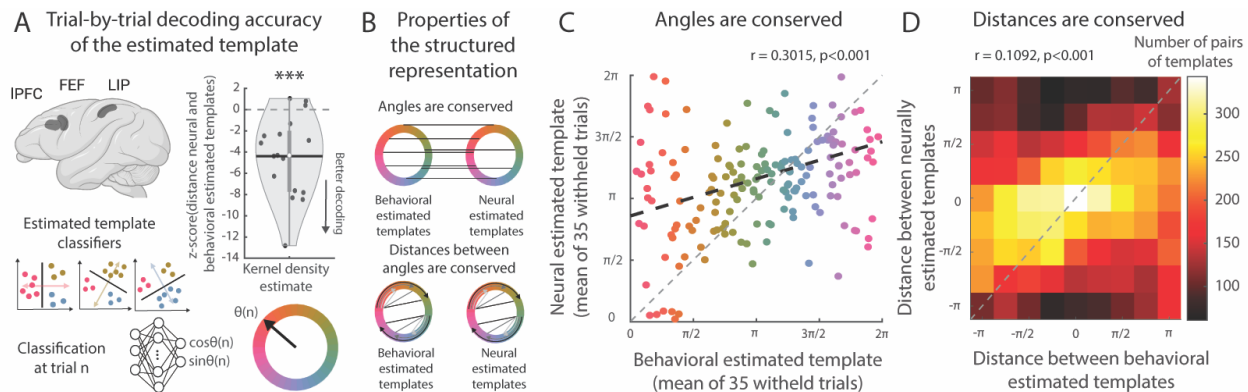 A
Trial-by-trial decoding accuracy
of the estimated template
lPFC
FEF
LIP
z-score(distance neural and
behavioral estimated templates)
***
2
0
-2
-4
-6
-8
-10
-12
-14
Better decoding
Kernel density
estimate
Estimated template
classifiers
Classification
at trial n
cosθ(n)
sinθ(n)
θ(n)
B
Properties of
the structured
representation
Angles are conserved
Behavioral
estimated
templates
Neural
estimated
templates
Distances between
angles are conserved
Behavioral
estimated
templates
Neural
estimated
templates
C
Angles are conserved
r = 0.3015, p<0.001
Neural estimated template
(mean of 35 withheld trials)
2π
3π/2
π
π/2
0
0
π/2
π
3π/2
2π
Behavioral estimated template
(mean of 35 witheld trials)
D
Distances are conserved
r = 0.1092, p<0.001
Number of pairs
of templates
Distance between neurally
estimated templates
π
π/2
0
-π/2
-π
-π
-π/2
0
π/2
π
300
250
200
150
100
Distance between behavioral
estimated templates